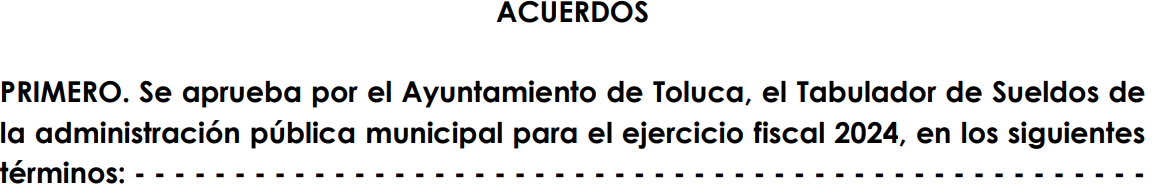 ACUERDOS
PRIMERO. Se aprueba por el Ayuntamiento de Toluca, el Tabulador de Sueldos de
la administración pública municipal para el ejercicio fiscal 2024, en los siguientes
términos: - - - - - - - - - - - - - - - - - - - - - - - - - - - - - - - - - - - - - - - - - - - - - - - - - - -